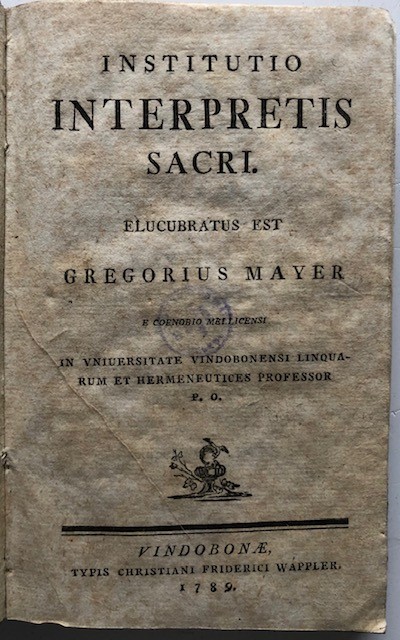 INSTITUTIO
INTERPRETIS
SACRI.
ELUCUBRATUS EST
GREGORIUS MAYER
E COENOBIO MELLICENSI
IN VNIUERSITATE VINDOBONENSI LINQUA-
RUM ET HERMENEUTICES PROFESSOR
P. O.
VINDOBONÆ,
TYPIS CHRISTIANI FRIDERICI WAPPLER,
1789.